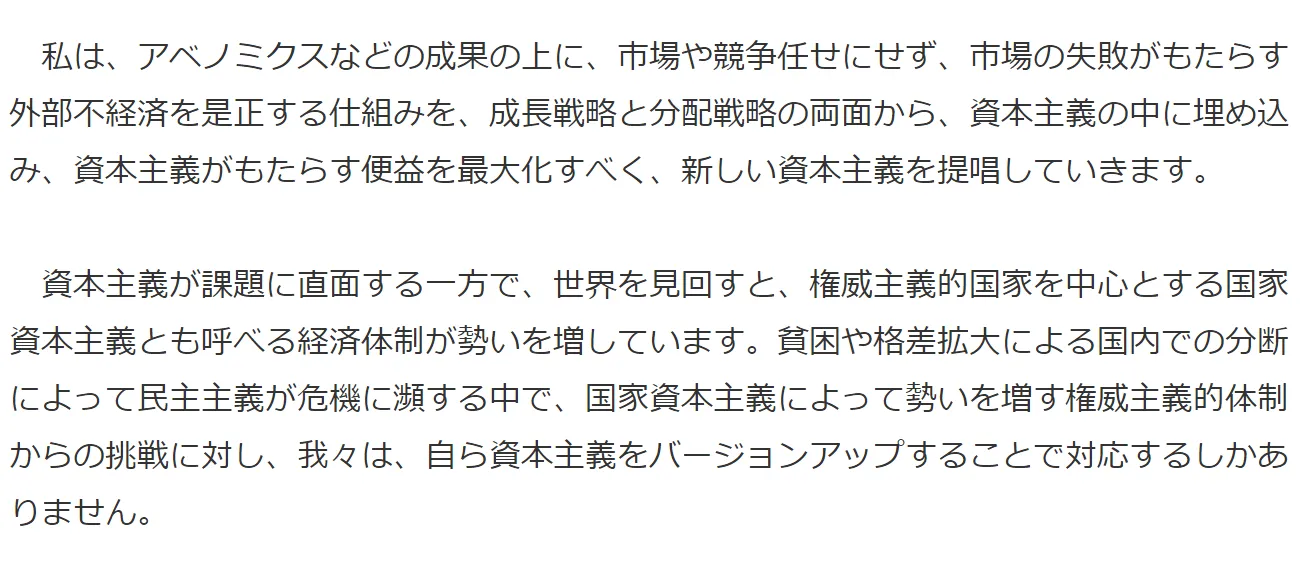 私は、アベノミクスなどの成果の上に、市場や競争任せにせず、市場の失敗がもたらす
外部不経済を是正する仕組みを、成長戦略と分配戦略の両面から、資本主義の中に埋め込
み、資本主義がもたらす便益を最大化すべく、新しい資本主義を提唱していきます。
　資本主義が課題に直面する一方で、世界を見回すと、権威主義的国家を中心とする国家
資本主義とも呼べる経済体制が勢いを増しています。貧困や格差拡大による国内での分断
によって民主主義が危機に瀕する中で、国家資本主義によって勢いを増す権威主義的体制
からの挑戦に対し、我々は、自ら資本主義をバージョンアップすることで対応するしかあ
りません。